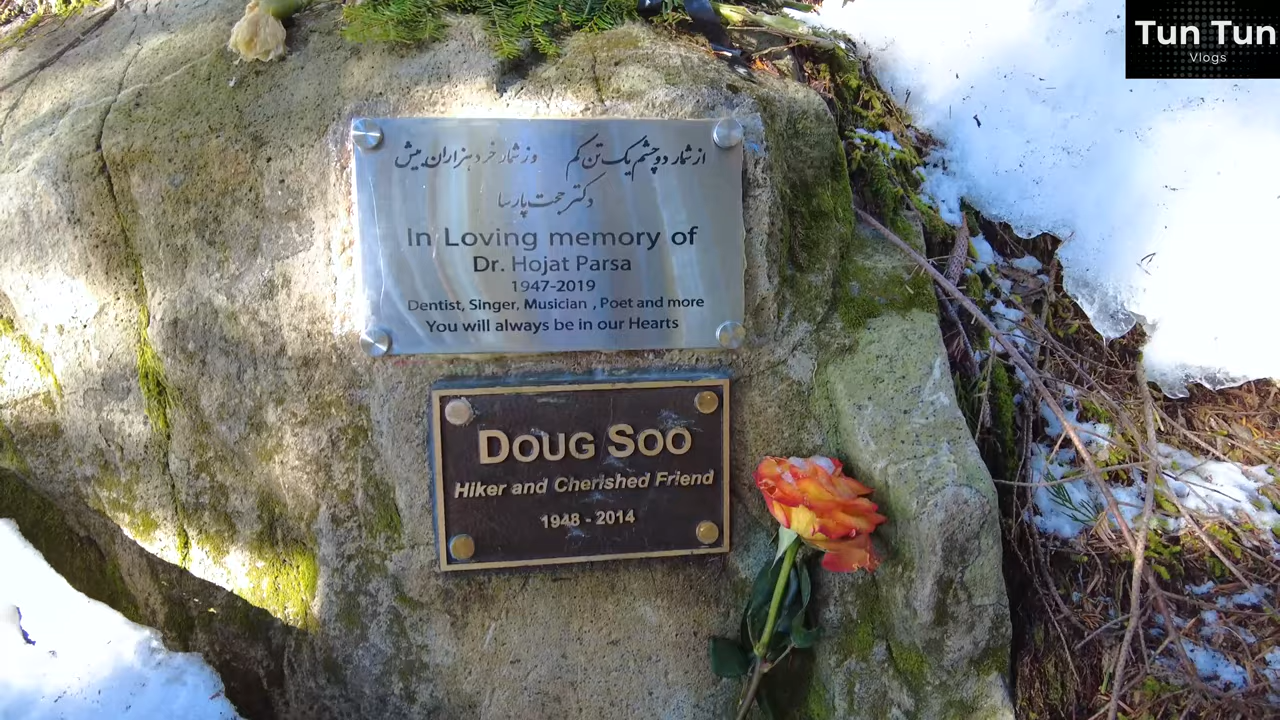 Tun Tun
Vlogs
از شمار دو چشم یک تن کم وز شمار خرد هزاران بیش
دکتر حجت پارسا
In Loving memory of
Dr. Hojat Parsa
1947-2019
Dentist, Singer, Musician , Poet and more
You will always be in our Hearts
DOUG SOO
Hiker and Cherished Friend
1948 - 2014